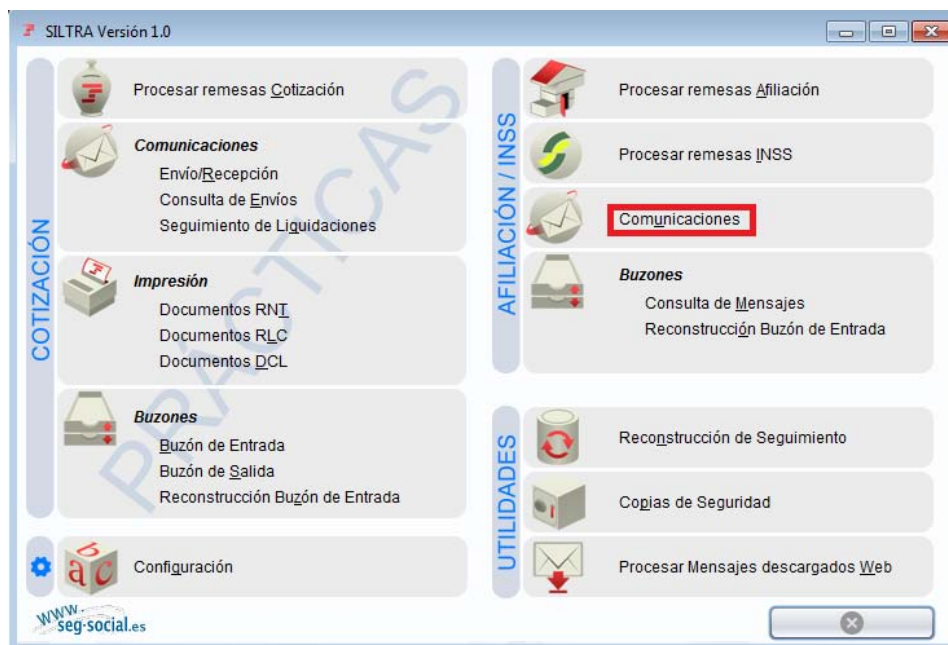 SILTRA Versión 1.0
COTIZACIÓN
Procesar remesas Cotización
Comunicaciones
Envío/Recepción
Consulta de Envíos
Seguimiento de Liquidaciones
Impresión
Documentos RNT
Documentos RLC
Documentos DCL
Buzones
Buzón de Entrada
Buzón de Salida
Reconstrucción Buzón de Entrada
abc
Configuración
www.
seg-social.es
PRÁCTICAS
AFILIACIÓN / INSS
Procesar remesas Afiliación
Procesar remesas INSS
Comunicaciones
Buzones
Consulta de Mensajes
Reconstrucción Buzón de Entrada
UTILIDADES
Reconstrucción de Seguimiento
Copias de Seguridad
Procesar Mensajes descargados Web